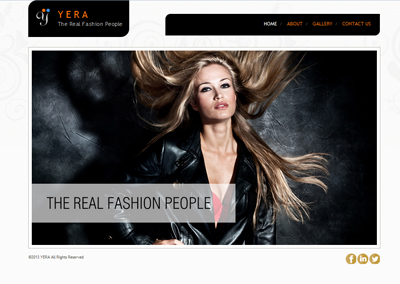 YERA
The Real Fashion People
HOME / ABOUT / GALLERY / CONTACT US
THE REAL FASHION PEOPLE
©2013 YERA All Rights Reserved